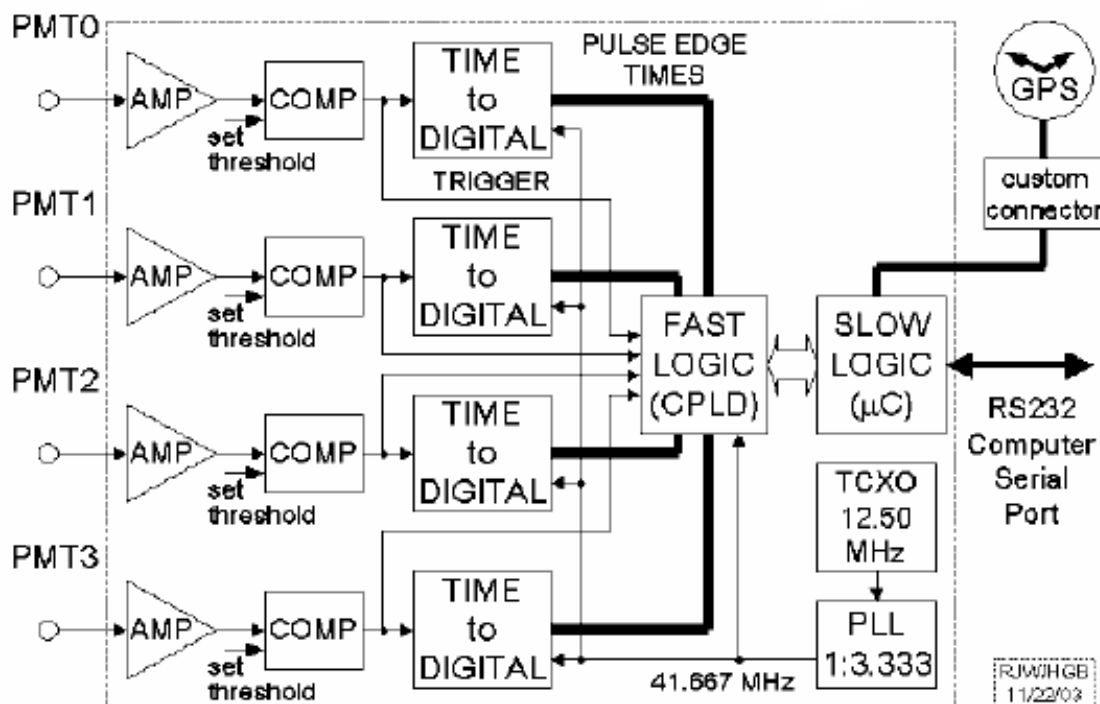 PMT0
AMP
set
threshold
COMP
TIME
to
DIGITAL
PULSE EDGE
TIMES
GPS
custom
connector
TRIGGER
PMT1
AMP
set
threshold
COMP
TIME
to
DIGITAL
FAST
LOGIC
(CPLD)
SLOW
LOGIC
(µC)
RS232
Computer
Serial
Port
PMT2
AMP
set
threshold
COMP
TIME
to
DIGITAL
TCXO
12.50
MHz
PMT3
AMP
set
threshold
COMP
TIME
to
DIGITAL
PLL
1:3.333
41.667 MHz
RJW/HGB
11/22/03